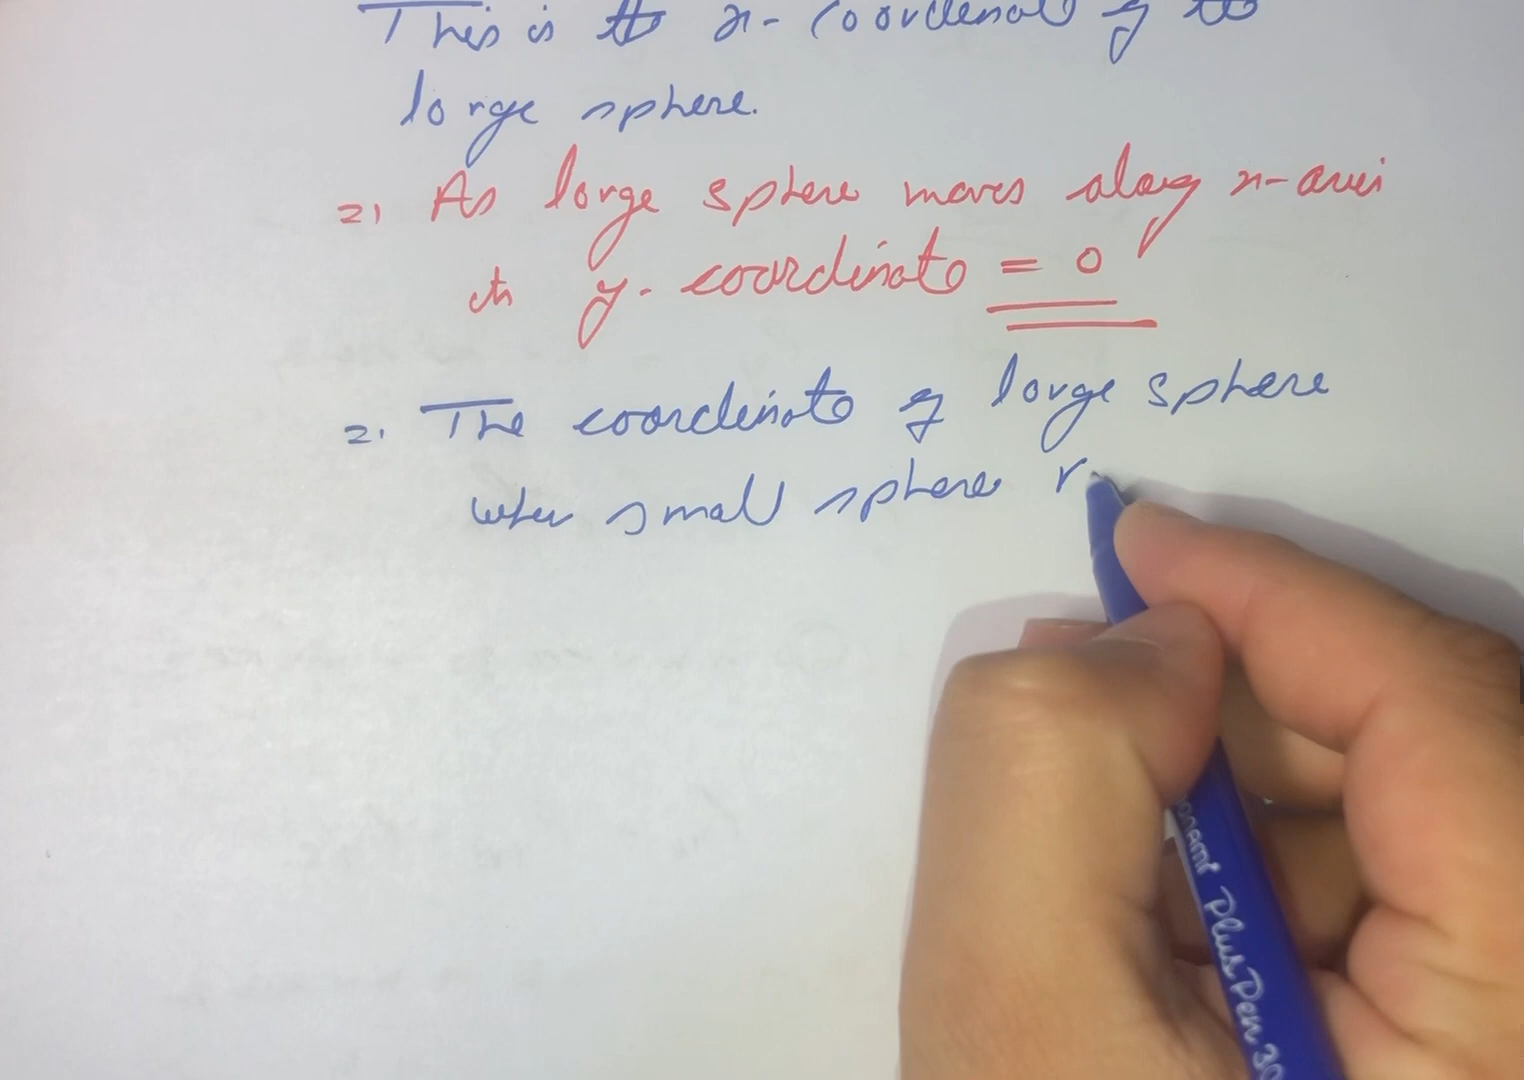 This is the x- coordinate of the
large sphere.
21 As large sphere moves along x-axis
its y- coordinate = 0
2. The coordinate of large sphere
when small sphere r
Plus Pen 30